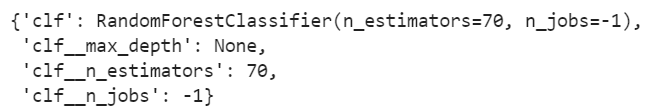 {'clf': RandomForestClassifier(n_estimators=70, n_jobs=-1),
 'clf__max_depth': None,
 'clf__n_estimators': 70,
 'clf__n_jobs': -1}